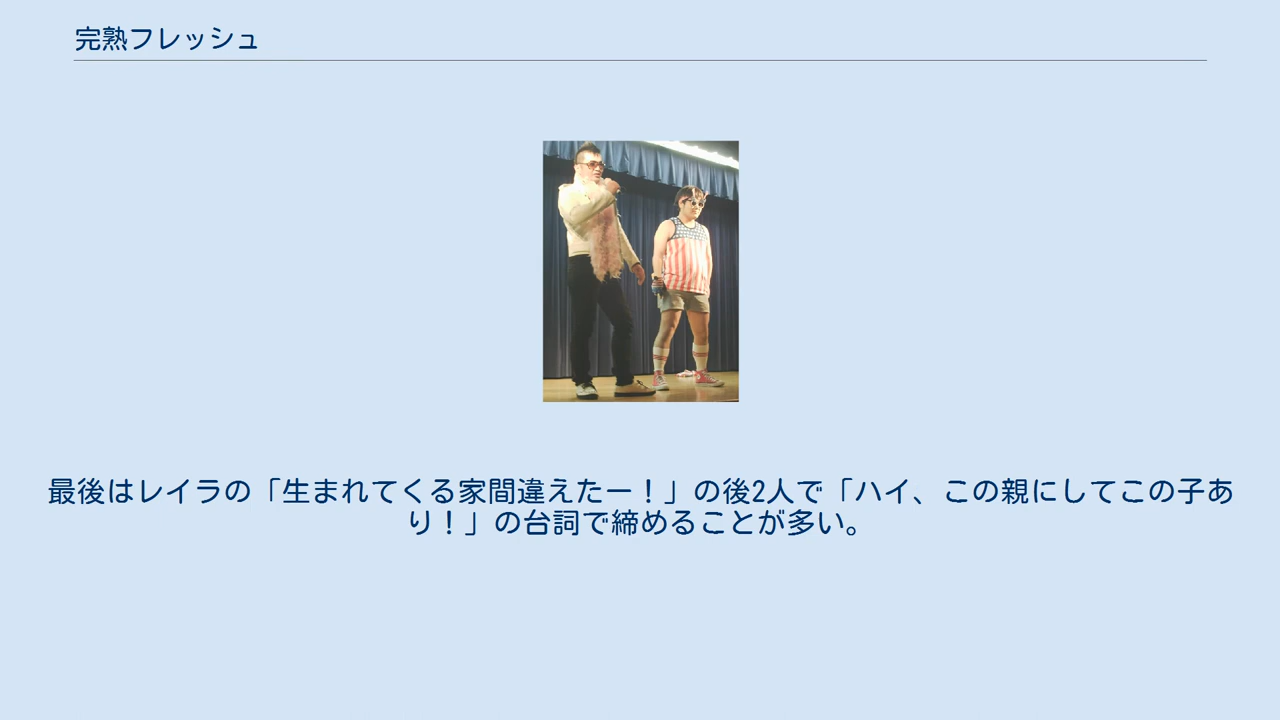 完熟フレッシュ
最後はレイラの「生まれてくる家間違えたー！」の後2人で「ハイ、この親にしてこの子あ
り！」の台詞で締めることが多い。